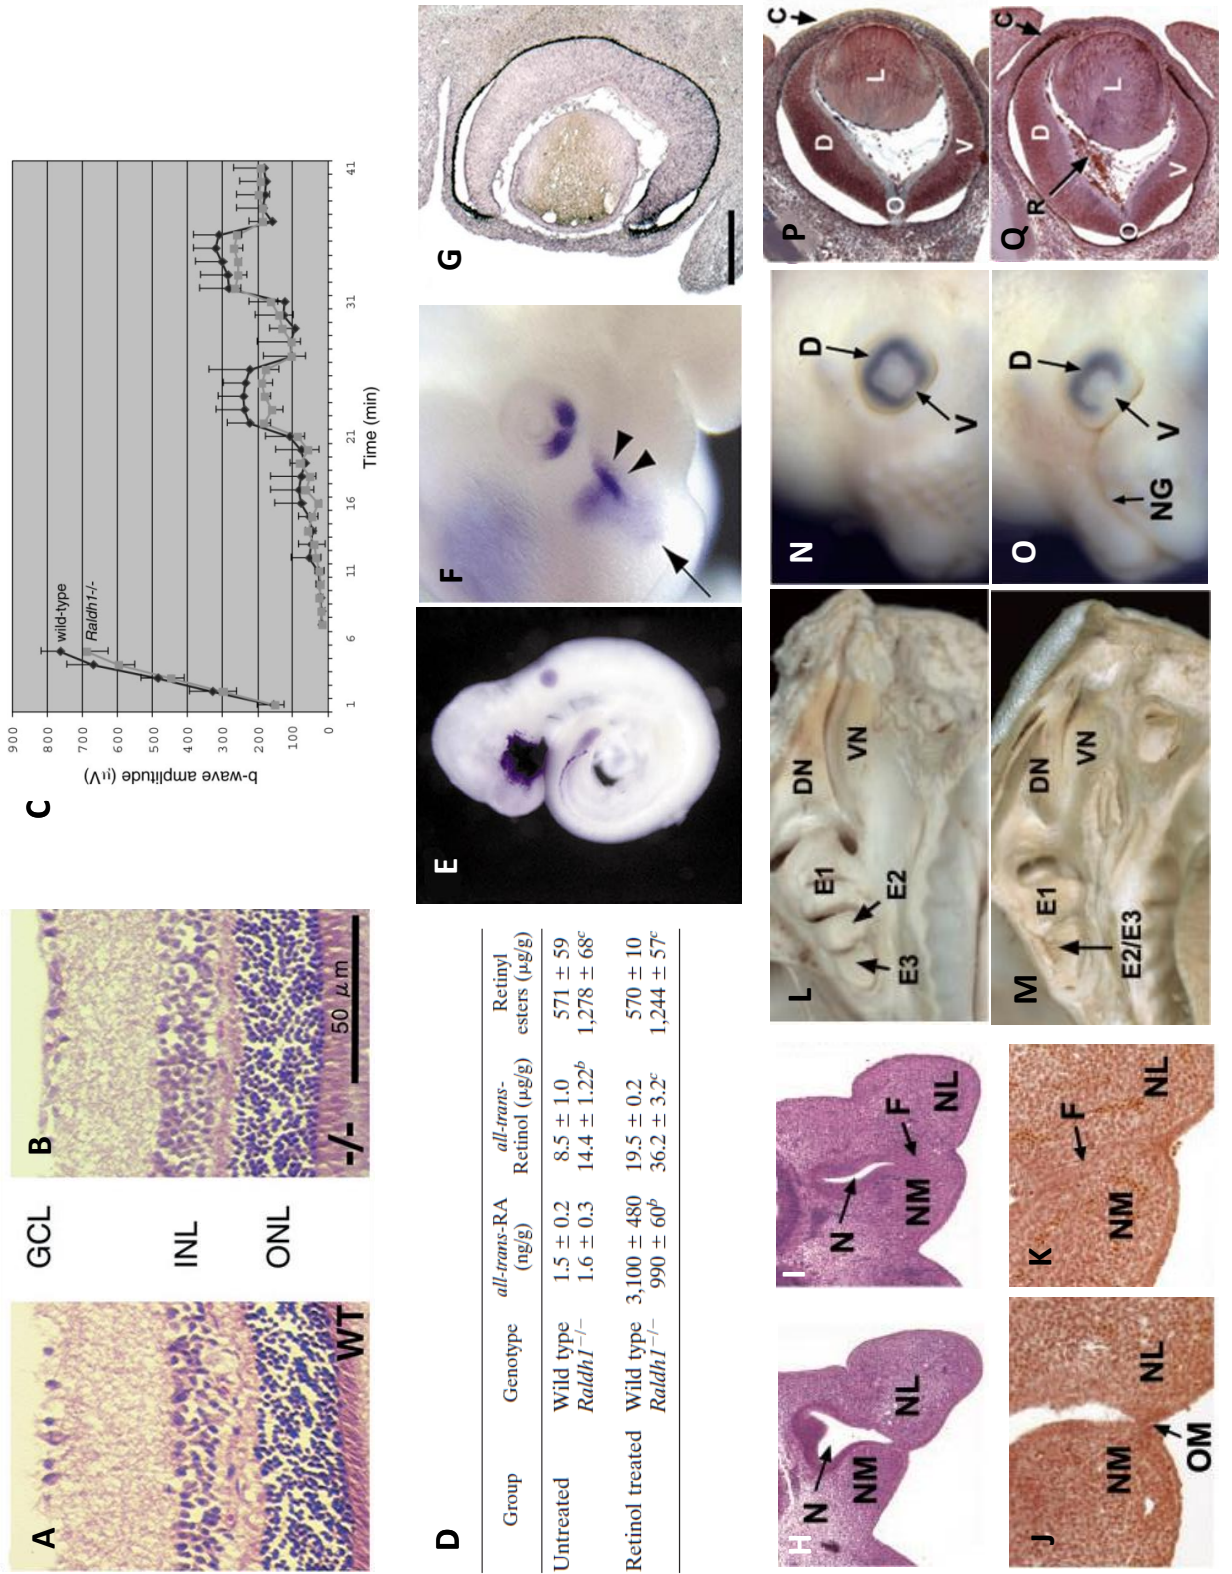 A
WT
GCL
INL
ONL
B
-/-
50 μm
C
b-wave amplitude (μV)
900
800
700
600
500
400
300
200
100
0
wild-type
Raldh1-/-
1
6
11
16
21
31
41
Time (min)
D
Group Genotype all-trans-RA (ng/g) all-trans-Retinol (μg/g) Retinyl esters (μg/g)
Untreated Wild type 1.5 ± 0.2 8.5 ± 1.0 571 ± 59
Raldh1−/− 1.6 ± 0.3 14.4 ± 1.22b 1,278 ± 68c
Retinol treated Wild type 3,100 ± 480 19.5 ± 0.2 570 ± 10
Raldh1−/− 990 ± 60b 36.2 ± 3.2c 1,244 ± 57c
E
F
G
H
N
NM
NL
I
N
NM
F
NL
J
NM
OM
NL
K
NM
F
NL
L
E3
E2
E1
DN
VN
M
E2/E3
E1
DN
VN
N
D
V
O
NG
D
V
P
C
D
L
O
V
Q
C
D
L
R
O
V